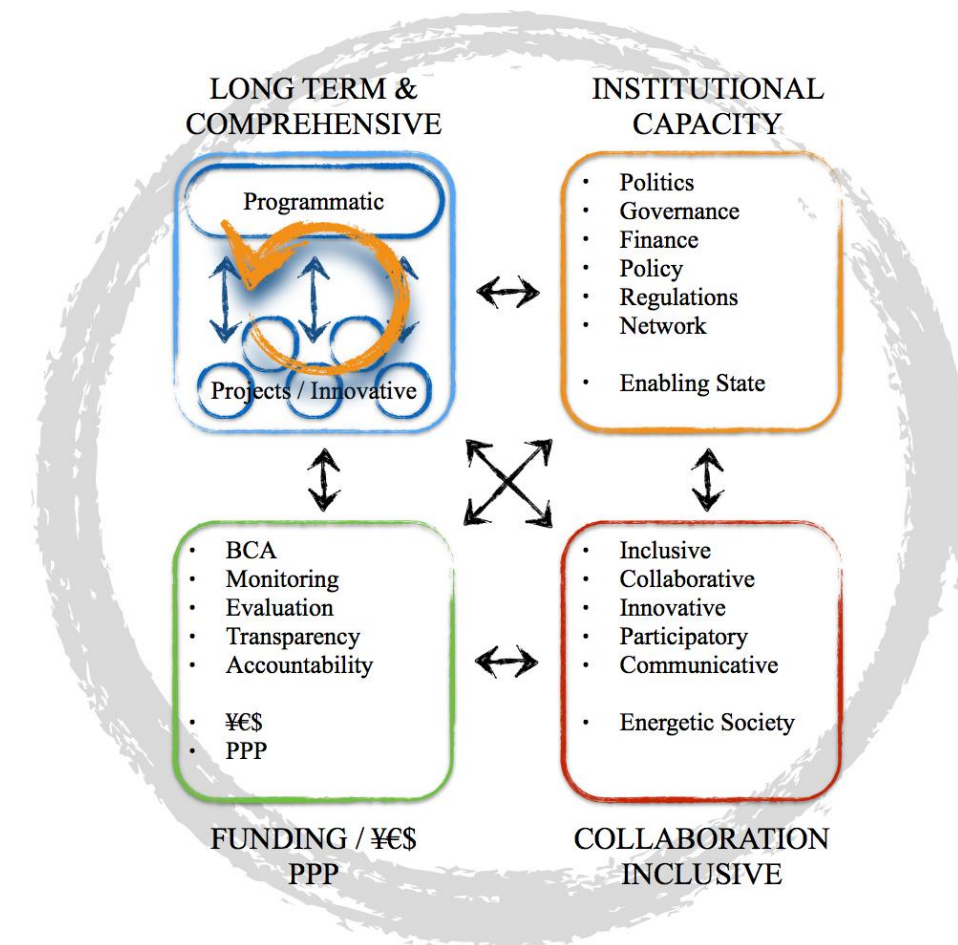 LONG TERM &
COMPREHENSIVE
Programmatic
Projects / Innovative
INSTITUTIONAL
CAPACITY
· Politics
· Governance
· Finance
· Policy
· Regulations
· Network
· Enabling State
· BCA
· Monitoring
· Evaluation
· Transparency
· Accountability
· ¥€$
· PPP
FUNDING / ¥€$
PPP
· Inclusive
· Collaborative
· Innovative
· Participatory
· Communicative
· Energetic Society
COLLABORATION
INCLUSIVE